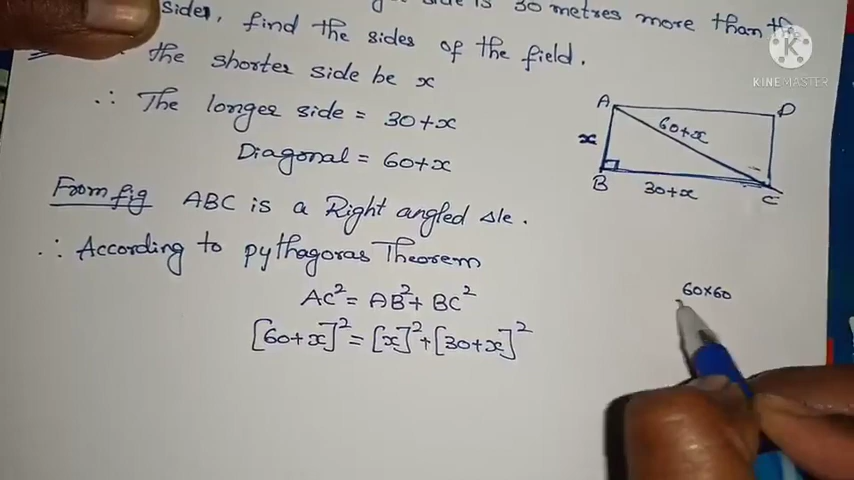 side is 30 metres more than the
side, find the sides of the field.
the shorter side be x
∴ The longer side = 30+x
Diagonal = 60+x
From fig ABC is a Right angled Δle.
∴ According to pythagoras Theorem
AC² = AB² + BC²
[60+x]² = [x]² + [30+x]²
A
D
60+x
x
B
30+x
C
60×60
K
KINEMASTER